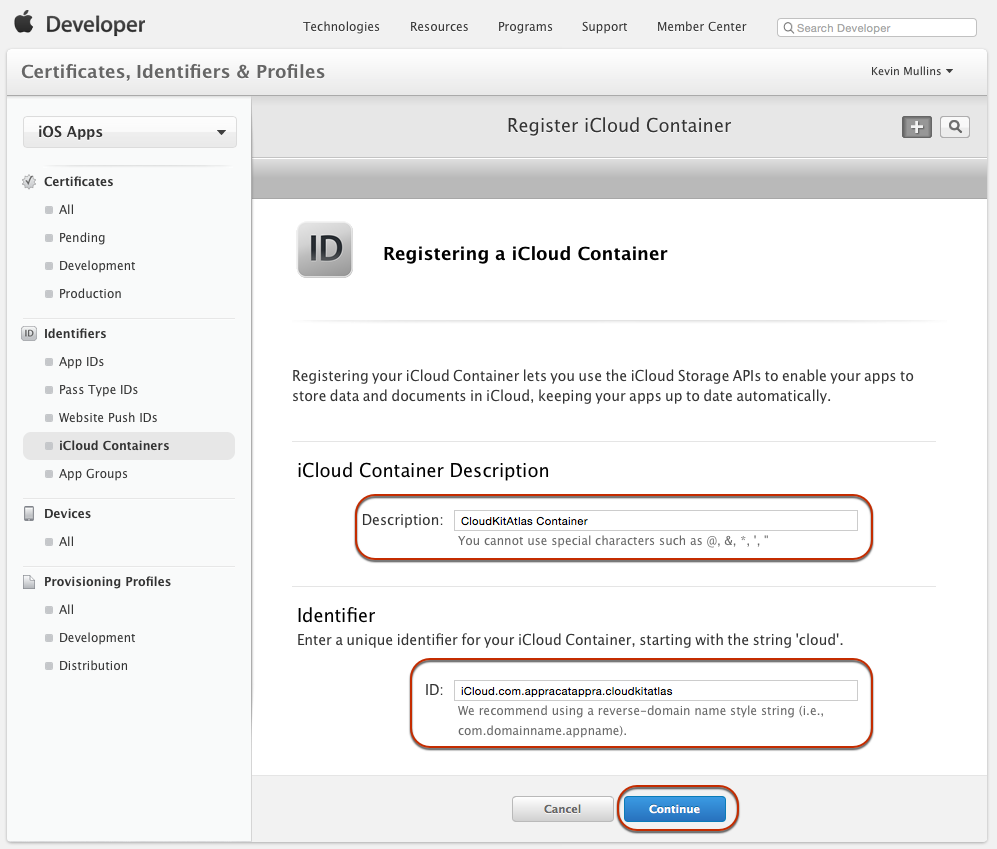 Developer
Technologies
Resources
Programs
Support
Member Center
Search Developer
Certificates, Identifiers & Profiles
Kevin Mullins
iOS Apps
Certificates
All
Pending
Development
Production
ID Identifiers
App IDs
Pass Type IDs
Website Push IDs
iCloud Containers
App Groups
Devices
All
Provisioning Profiles
All
Development
Distribution
Register iCloud Container
ID
Registering a iCloud Container
Registering your iCloud Container lets you use the iCloud Storage APIs to enable your apps to
store data and documents in iCloud, keeping your apps up to date automatically.
iCloud Container Description
Description: CloudKitAtlas Container
You cannot use special characters such as @, &, *, ', "
Identifier
Enter a unique identifier for your iCloud Container, starting with the string 'cloud'.
ID: iCloud.com.appracatappra.cloudkitatlas
We recommend using a reverse-domain name style string (i.e.,
com.domainname.appname).
Cancel
Continue